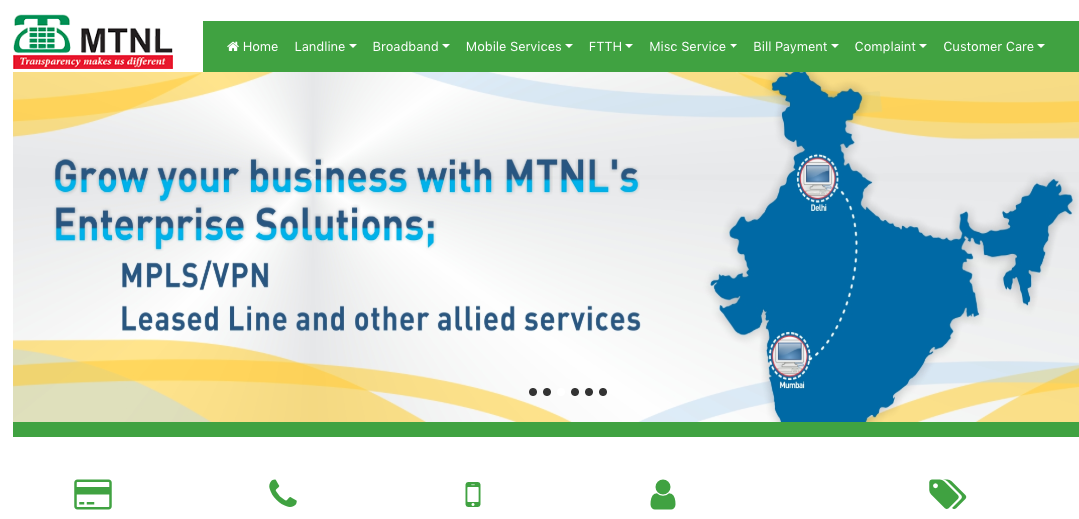 MTNL
Transparency makes us different
Home Landline Broadband Mobile Services FTTH Misc Service Bill Payment Complaint Customer Care
Grow your business with MTNL's
Enterprise Solutions;
MPLS/VPN
Leased Line and other allied services
Delhi
Mumbai